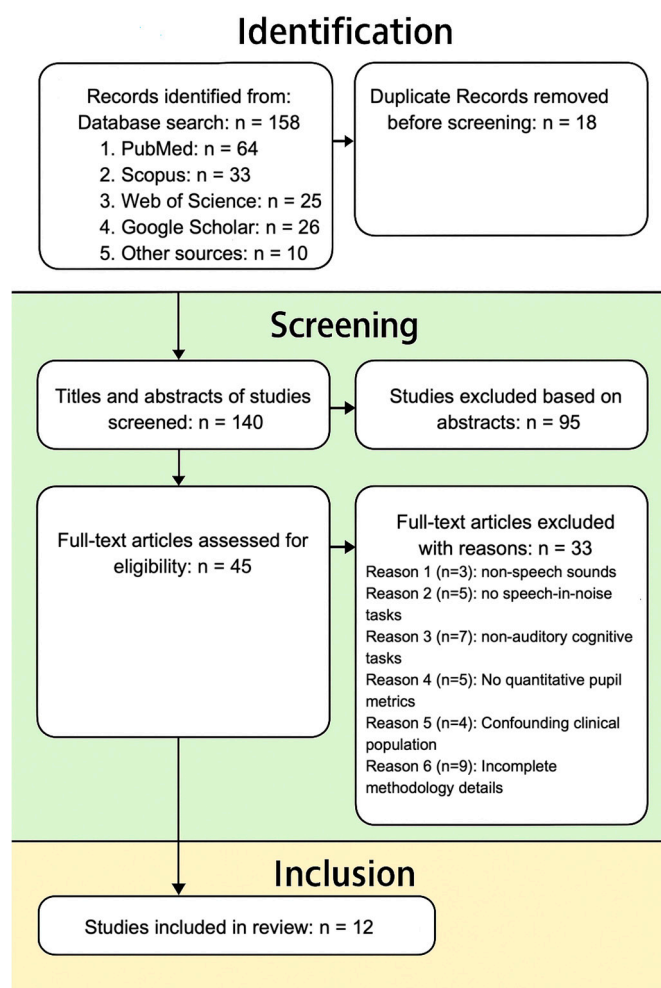 Identification
Records identified from:
Database search: n = 158
1. PubMed: n = 64
2. Scopus: n = 33
3. Web of Science: n = 25
4. Google Scholar: n = 26
5. Other sources: n = 10
Duplicate Records removed
before screening: n = 18
Screening
Titles and abstracts of studies
screened: n = 140
Studies excluded based on
abstracts: n = 95
Full-text articles assessed for
eligibility: n = 45
Full-text articles excluded
with reasons: n = 33
Reason 1 (n=3): non-speech sounds
Reason 2 (n=5): no speech-in-noise
tasks
Reason 3 (n=7): non-auditory cognitive
tasks
Reason 4 (n=5): No quantitative pupil
metrics
Reason 5 (n=4): Confounding clinical
population
Reason 6 (n=9): Incomplete
methodology details
Inclusion
Studies included in review: n = 12